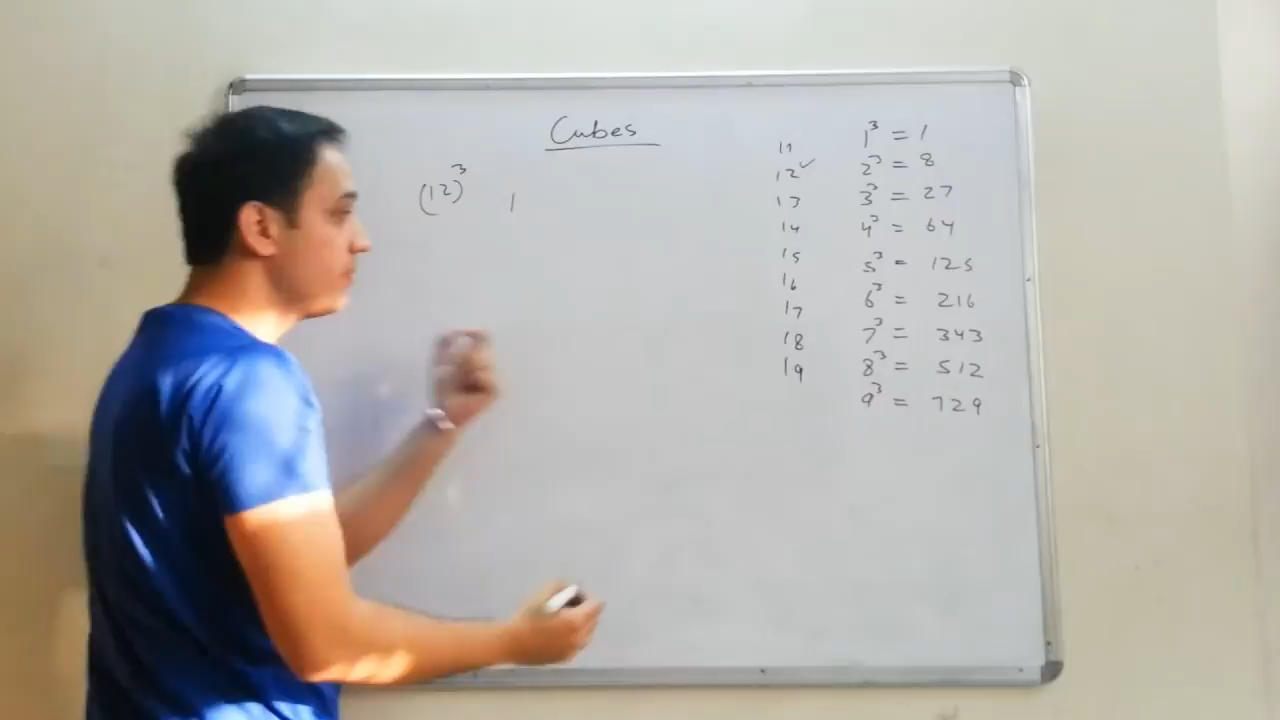 Cubes
(12)³ 1
11
12✓
13
14
15
16
17
18
19
1³ = 1
2³ = 8
3³ = 27
4³ = 64
5³ = 125
6³ = 216
7³ = 343
8³ = 512
9³ = 729